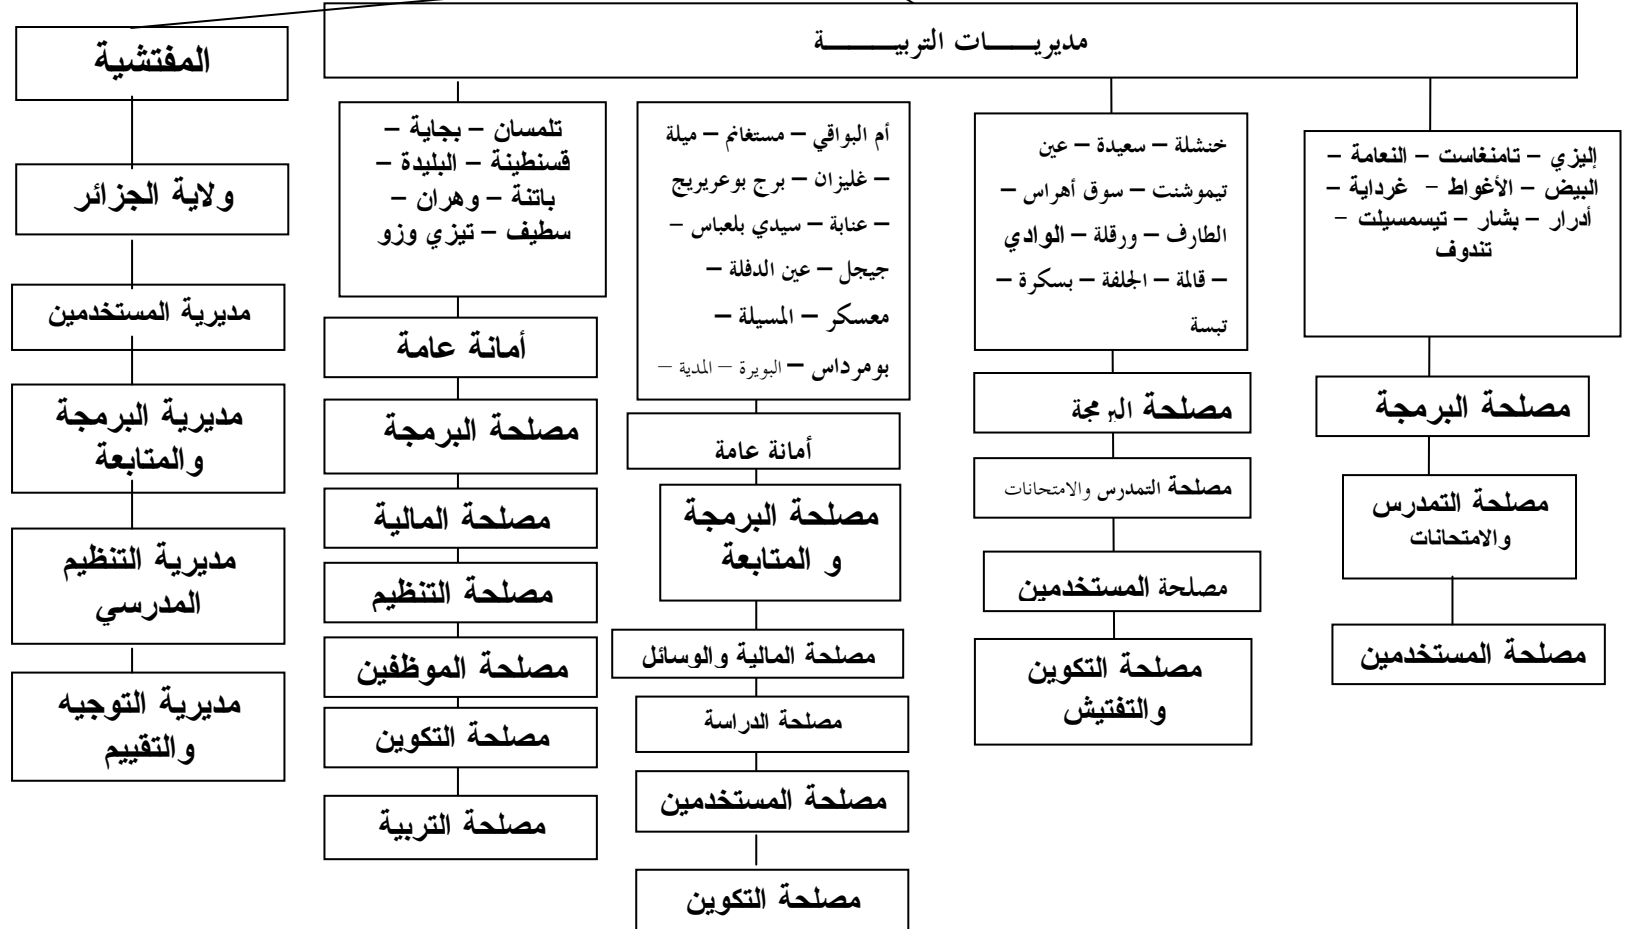 مديريـــــات التربيـــــــة
المفتشية
إليزي – تامنغاست – النعامة –
البيض – الأغواط - غرداية –
أدرار – بشار – تيسمسيلت –
تندوف
مصلحة البرمجة
مصلحة التمدرس
والامتحانات
مصلحة المستخدمين
خنشلة – سعيدة – عين
تيموشنت – سوق أهراس –
الطارف – ورقلة – الوادي
– قالمة – الجلفة – بسكرة –
تبسة
مصلحة البرمجة
مصلحة التمدرس والامتحانات
مصلحة المستخدمين
مصلحة التكوين
والتفتيش
أم البواقي – مستغانم – ميلة
– غليزان – برج بوعريريج
– عنابة – سيدي بلعباس –
جيجل – عين الدفلة –
معسكر – المسيلة –
بومرداس – البويرة – المدية –
أمانة عامة
مصلحة البرمجة
و المتابعة
مصلحة المالية والوسائل
مصلحة الدراسة
مصلحة المستخدمين
مصلحة التكوين
تلمسان – بجاية –
قسنطينة – البليدة –
باتنة – وهران –
سطيف – تيزي وزو
أمانة عامة
مصلحة البرمجة
مصلحة المالية
مصلحة التنظيم
مصلحة الموظفين
مصلحة التكوين
مصلحة التربية
ولاية الجزائر
مديرية المستخدمين
مديرية البرمجة
والمتابعة
مديرية التنظيم
المدرسي
مديرية التوجيه
والتقييم